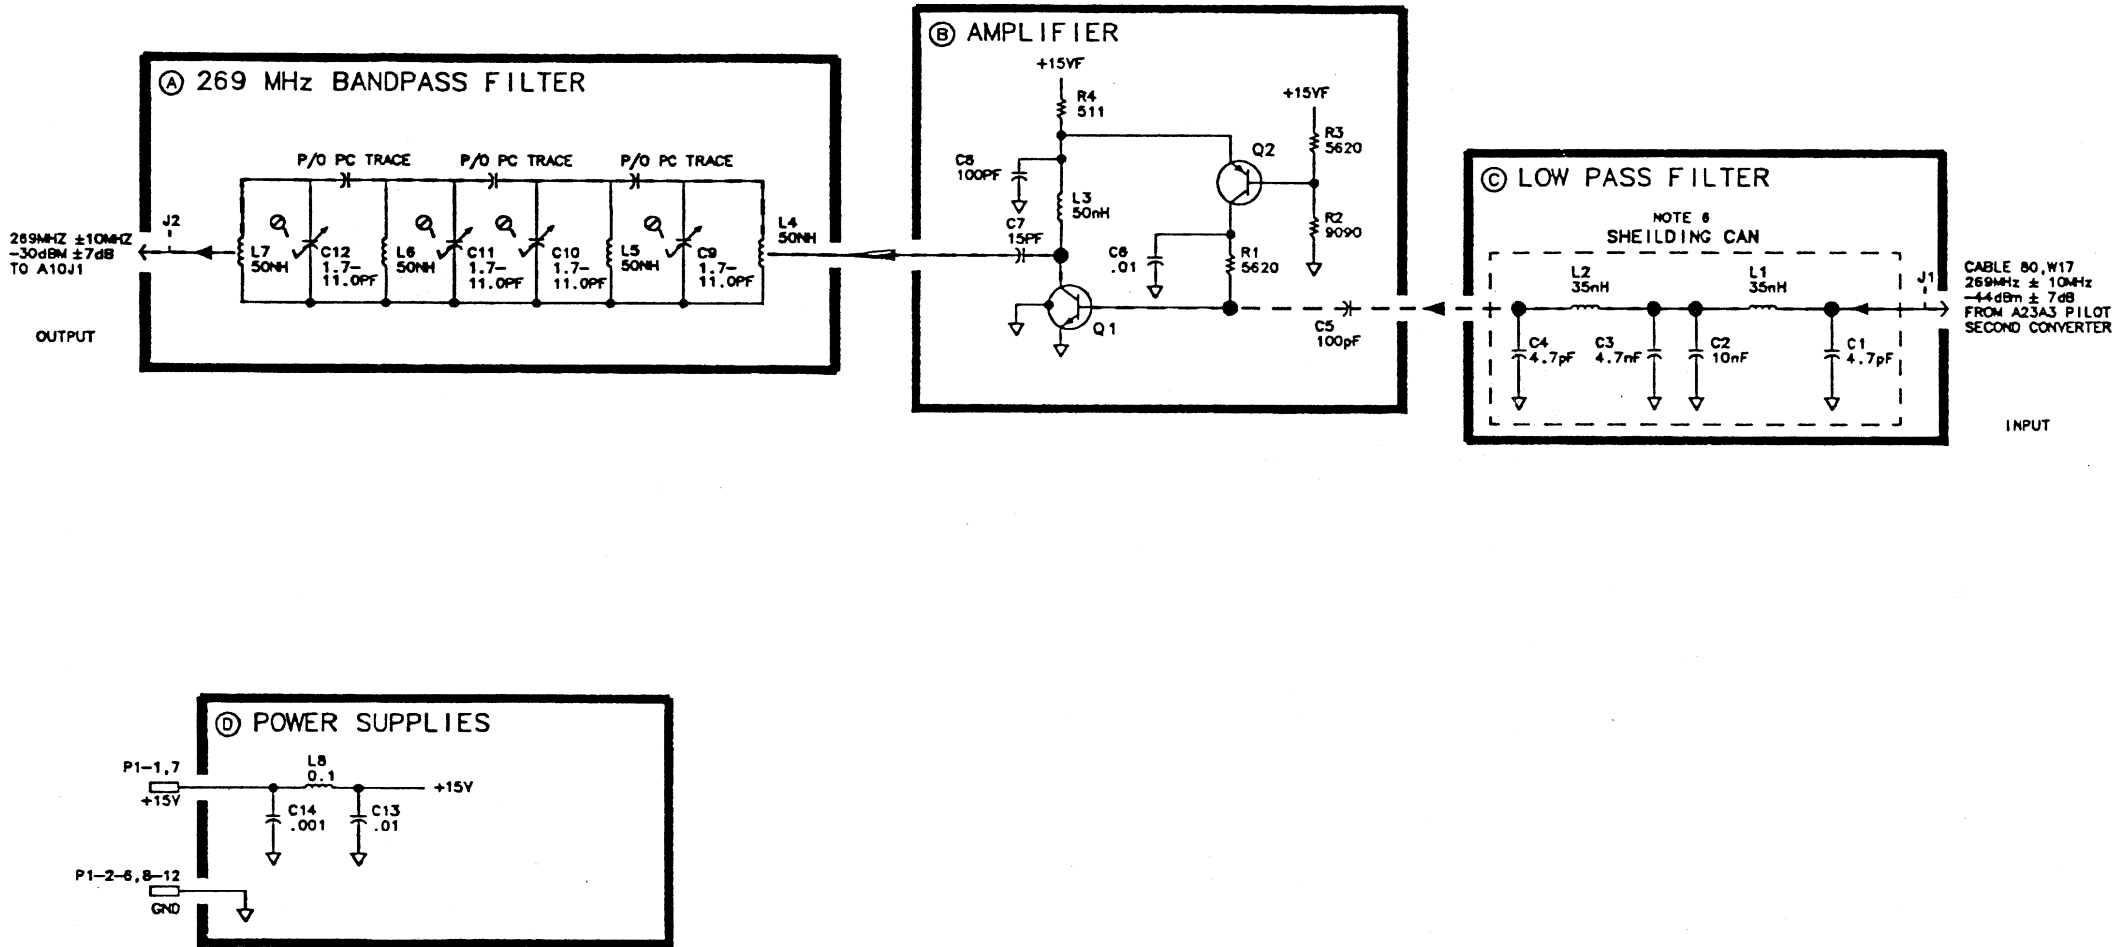 Ⓑ AMPLIFIER
+15VF
R4
511
+15VF
R3
5620
Q2
C8
100PF
L3
50nH
R2
9090
C7
15PF
C6
.01
R1
5620
Q1
C5
100pF
Ⓐ 269 MHz BANDPASS FILTER
P/O PC TRACE
P/O PC TRACE
P/O PC TRACE
J2
L4
50NH
269MHZ ±10MHZ
-30dBM ±7dB
TO A10J1
L7
50NH
C12
1.7-
11.0PF
L6
50NH
C11
1.7-
11.0PF
C10
1.7-
11.0PF
L5
50NH
C9
1.7-
11.0PF
OUTPUT
Ⓒ LOW PASS FILTER
NOTE 6
SHEILDING CAN
L2
35nH
L1
35nH
J1
CABLE 80,W17
269MHz ± 10MHz
-44dBm ± 7dB
FROM A23A3 PILOT
SECOND CONVERTER
C4
4.7pF
C3
4.7nF
C2
10nF
C1
4.7pF
INPUT
Ⓓ POWER SUPPLIES
P1-1,7
+15V
L8
0.1
+15V
C14
.001
C13
.01
P1-2-6,8-12
GND